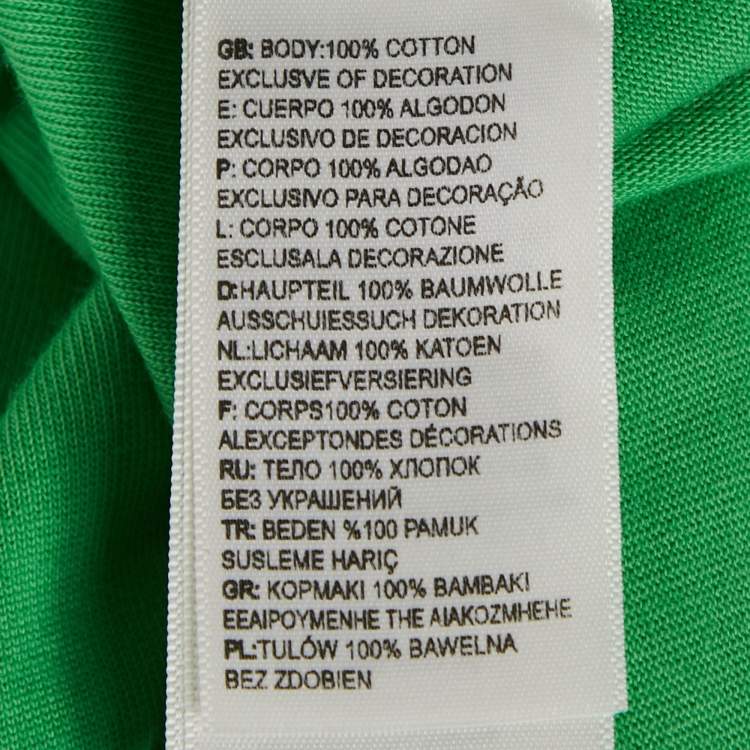 GB: BODY:100% COTTON
EXCLUSVE OF DECORATION
E: CUERPO 100% ALGODON
EXCLUSIVO DE DECORACION
P: CORPO 100% ALGODAO
EXCLUSIVO PARA DECORAÇÃO
L: CORPO 100% COTONE
ESCLUSALA DECORAZIONE
D:HAUPTEIL 100% BAUMWOLLE
AUSSCHUIESSUCH DEKORATION
NL:LICHAAM 100% KATOEN
EXCLUSIEFVERSIERING
F: CORPS100% COTON
ALEXCEPTONDES DÉCORATIONS
RU: ТЕЛО 100% ХЛОПОК
БЕЗ УКРАШЕНИЙ
TR: BEDEN %100 PAMUK
SUSLEME HARIÇ
GR: KOPMAKI 100% BAMBAKI
EEAIPOYMENHE THE AIAKOZMHEHE
PL:TUŁÓW 100% BAWELNA
BEZ ZDOBIEN